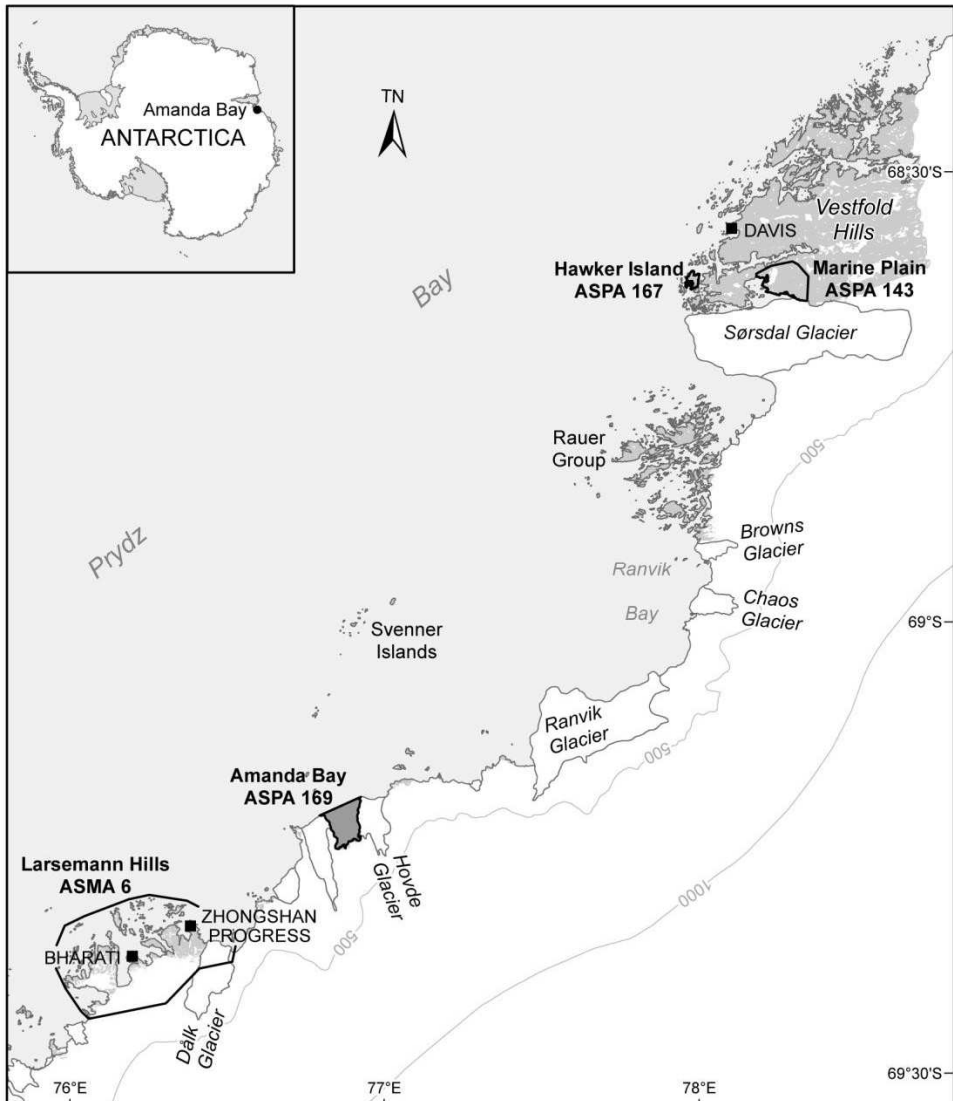 Amanda Bay
ANTARCTICA
TN
68°30'S
Vestfold
Hills
DAVIS
Hawker Island
ASPA 167
Marine Plain
ASPA 143
Bay
Sørsdal Glacier
Rauer
Group
500
Browns
Glacier
Prydz
Ranvik
Bay
Chaos
Glacier
69°S
Svenner
Islands
Ranvik
Glacier
500
Amanda Bay
ASPA 169
Hovde
Glacier
1000
Larsemann Hills
ASMA 6
ZHONGSHAN
PROGRESS
BHARATI
500
Dålk
Glacier
76°E
77°E
78°E
69°30'S